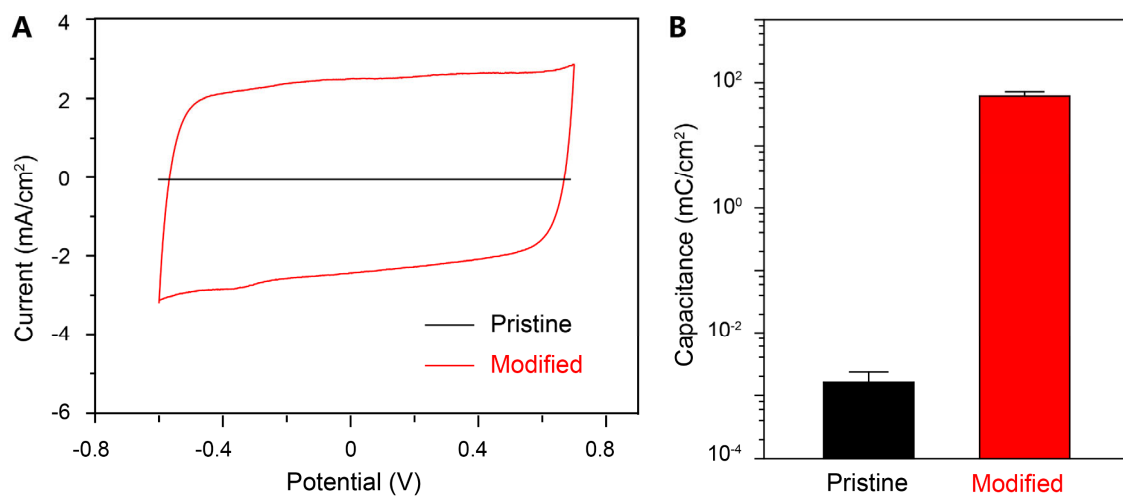 A
Current (mA/cm²)
4
2
0
-2
-4
-6
-0.8
-0.4
0
0.4
0.8
Potential (V)
Pristine
Modified
B
Capacitance (mC/cm²)
10²
10⁰
10⁻²
10⁻⁴
Pristine
Modified